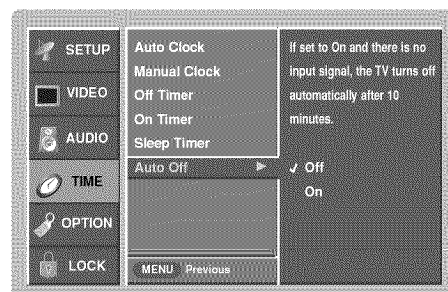 SETUP
VIDEO
AUDIO
TIME
OPTION
LOCK
Auto Clock
Manual Clock
Off Timer
On Timer
Sleep Timer
Auto Off
MENU Previous
If set to On and there is no
input signal, the TV turns off
automatically after 10
minutes.
✓ Off
On